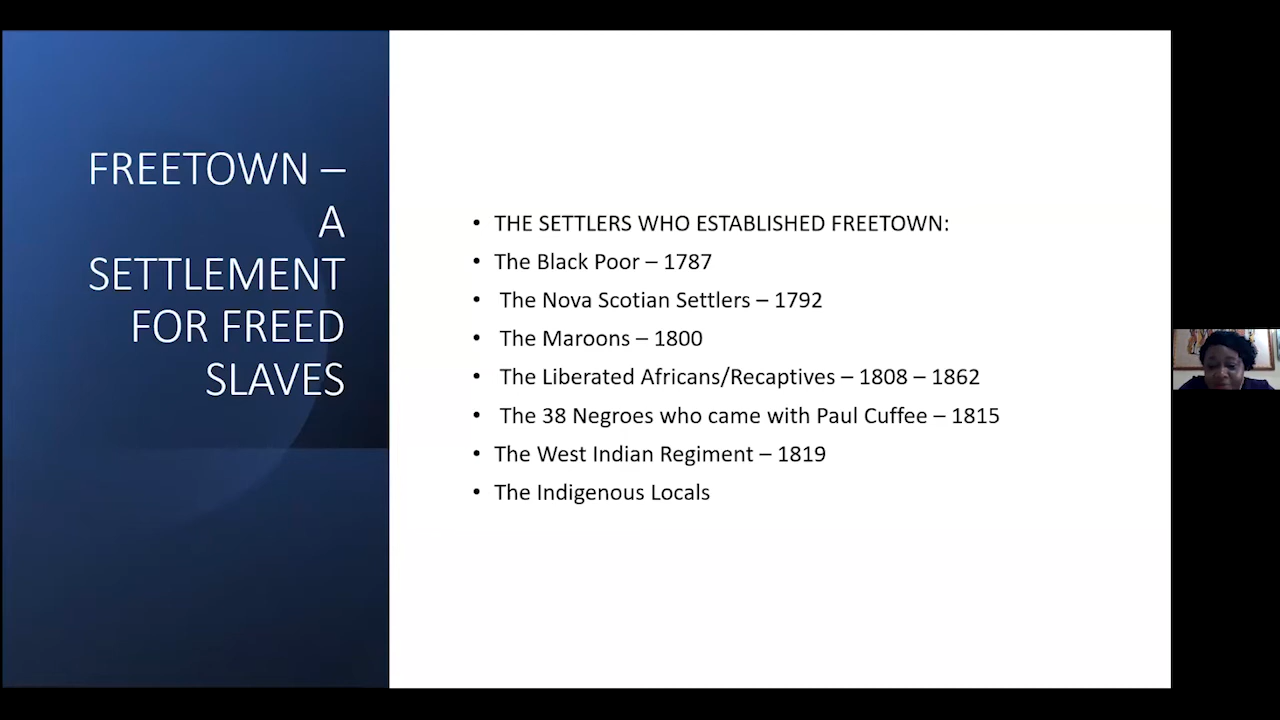 FREETOWN –
A
SETTLEMENT
FOR FREED
SLAVES
• THE SETTLERS WHO ESTABLISHED FREETOWN:
• The Black Poor – 1787
• The Nova Scotian Settlers – 1792
• The Maroons – 1800
• The Liberated Africans/Recaptives – 1808 – 1862
• The 38 Negroes who came with Paul Cuffee – 1815
• The West Indian Regiment – 1819
• The Indigenous Locals